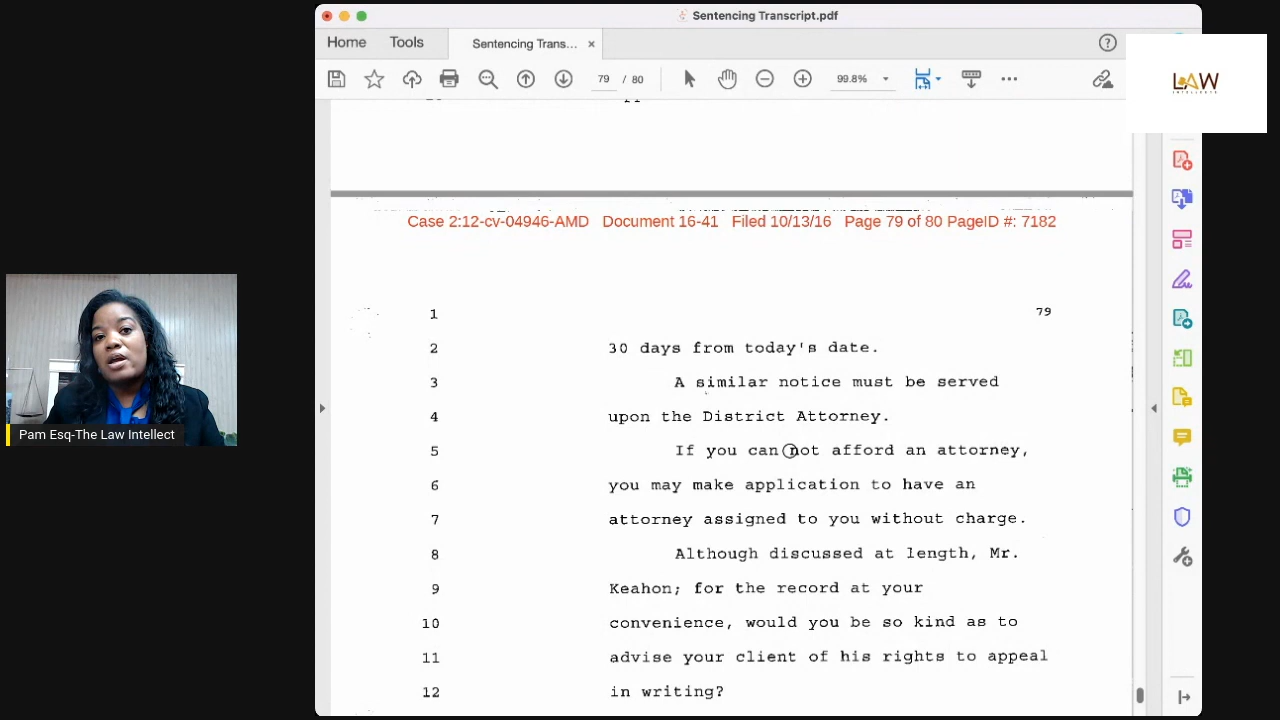 Sentencing Transcript.pdf
Home Tools Sentencing Trans... ×
79 / 80 99.8%
LAW
INTELLECT
Case 2:12-cv-04946-AMD Document 16-41 Filed 10/13/16 Page 79 of 80 PageID #: 7182
1 79
2 30 days from today's date.
3 A similar notice must be served
4 upon the District Attorney.
5 If you can not afford an attorney,
6 you may make application to have an
7 attorney assigned to you without charge.
8 Although discussed at length, Mr.
9 Keahon; for the record at your
10 convenience, would you be so kind as to
11 advise your client of his rights to appeal
12 in writing?
Pam Esq-The Law Intellect